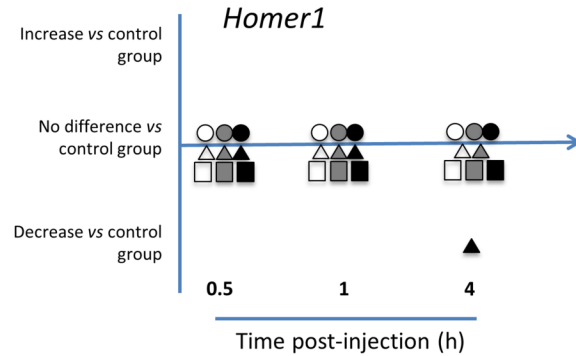 Homer1
Increase vs control
group
No difference vs
control group
Decrease vs control
group
0.5 1 4
Time post-injection (h)